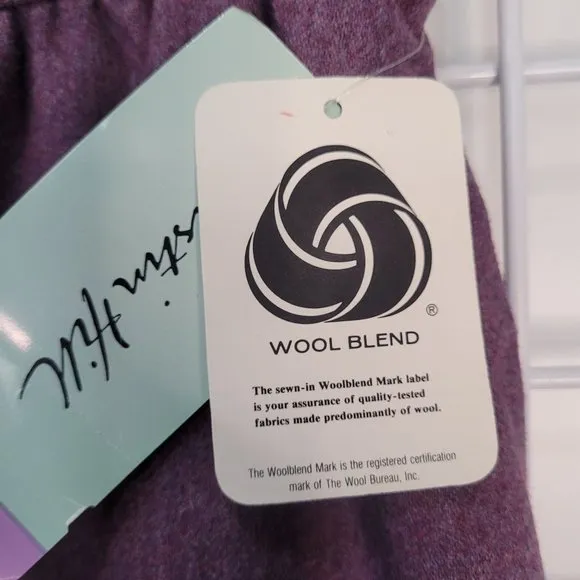 Hill
®
WOOL BLEND
The sewn-in Woolblend Mark label
is your assurance of quality-tested
fabrics made predominantly of wool.
The Woolblend Mark is the registered certification
mark of The Wool Bureau, Inc.